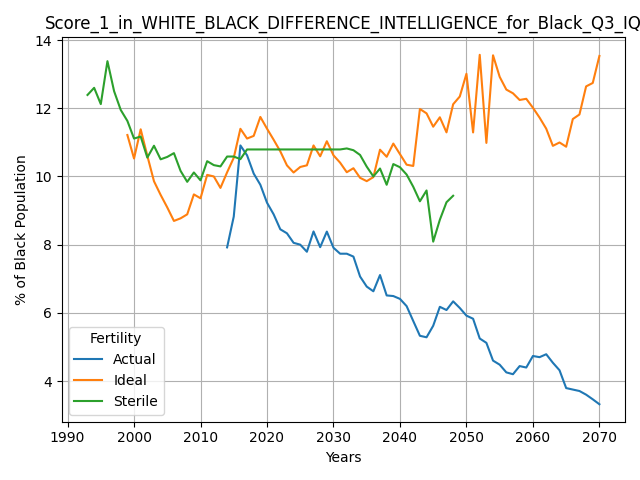 Score_1_in_WHITE_BLACK_DIFFERENCE_INTELLIGENCE_for_Black_Q3_IQ
14
12
10
8
6
4
% of Black Population
Fertility
Actual
Ideal
Sterile
1990 2000 2010 2020 2030 2040 2050 2060 2070
Years